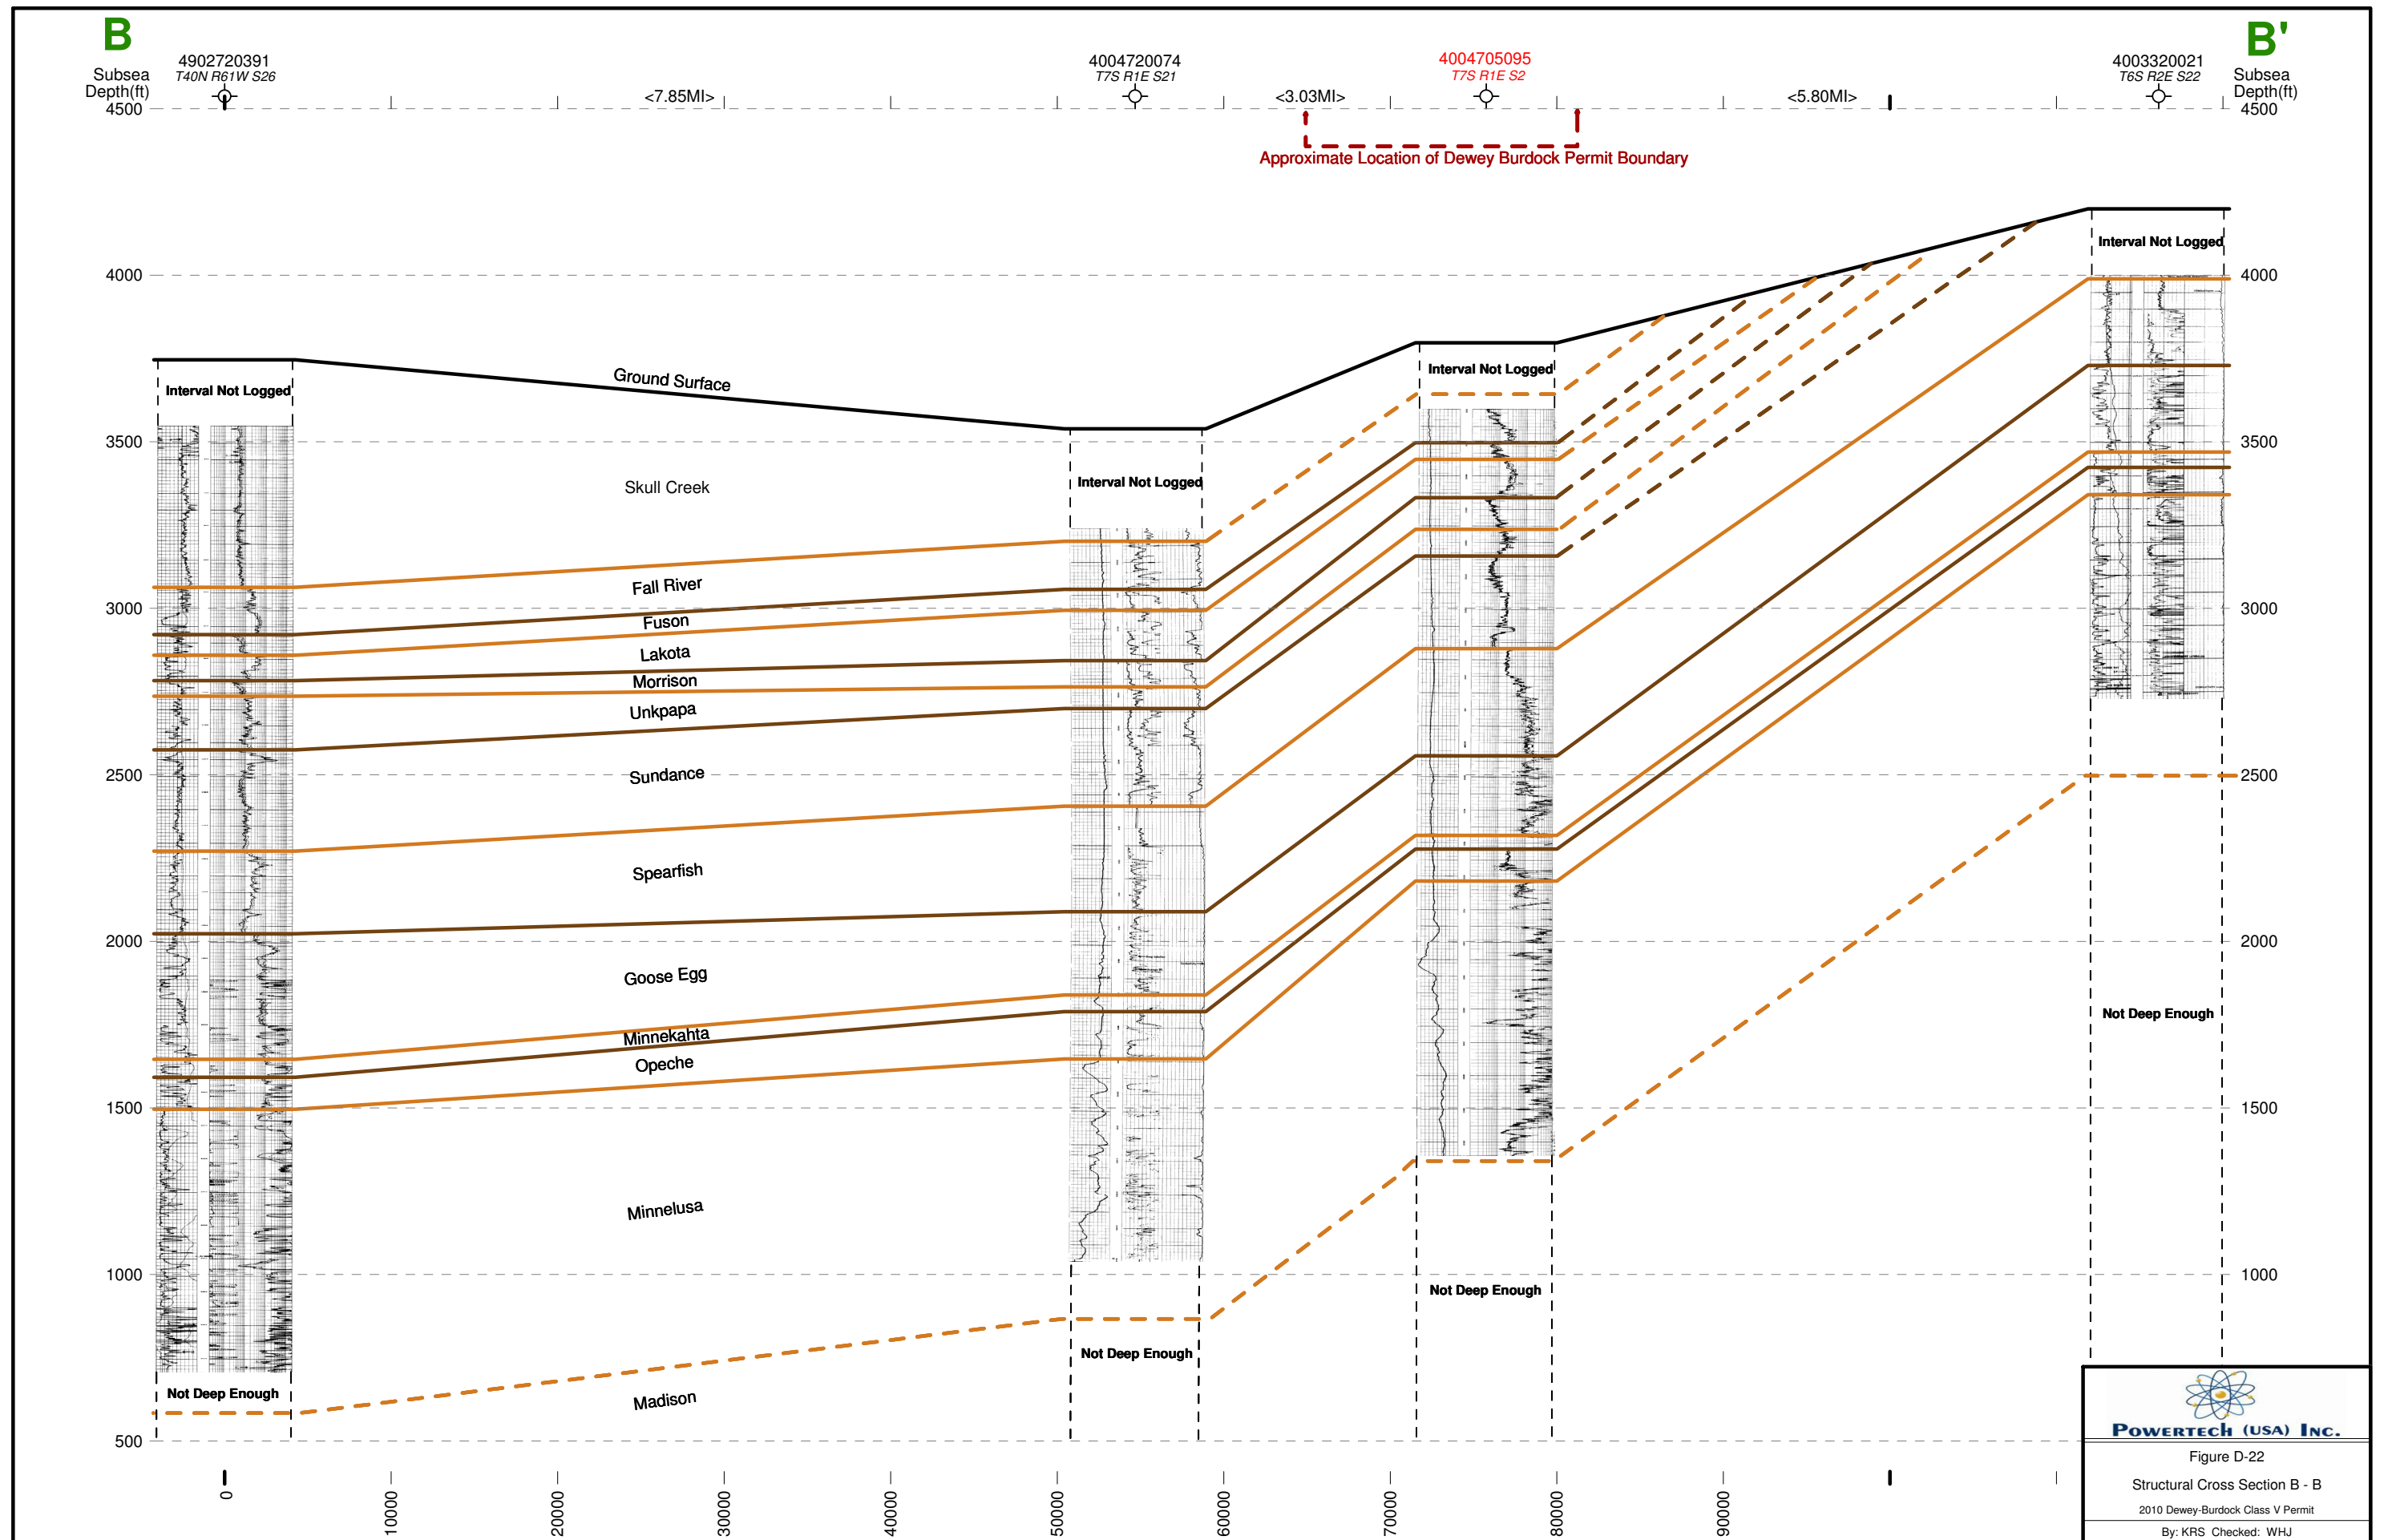 B
B'
4902720391
T40N R61W S26
4004720074
T7S R1E S21
4004705095
T7S R1E S2
4003320021
T6S R2E S22
Subsea
Depth(ft)
Subsea
Depth(ft)
<7.85MI>
<3.03MI>
<5.80MI>
4500
4500
Approximate Location of Dewey Burdock Permit Boundary
Interval Not Logged
4000
4000
Interval Not Logged
Ground Surface
Interval Not Logged
3500
3500
Skull Creek
Interval Not Logged
Fall River
3000
3000
Fuson
Lakota
Morrison
Unkpapa
Sundance
2500
2500
Spearfish
2000
2000
Goose Egg
Not Deep Enough
Minnekahta
Opeche
1500
1500
Minnelusa
1000
1000
Not Deep Enough
Not Deep Enough
Not Deep Enough
Madison
500
0
10000
20000
30000
40000
50000
60000
70000
80000
90000
POWERTECH (USA) INC.
Figure D-22
Structural Cross Section B - B
2010 Dewey-Burdock Class V Permit
By: KRS Checked: WHJ